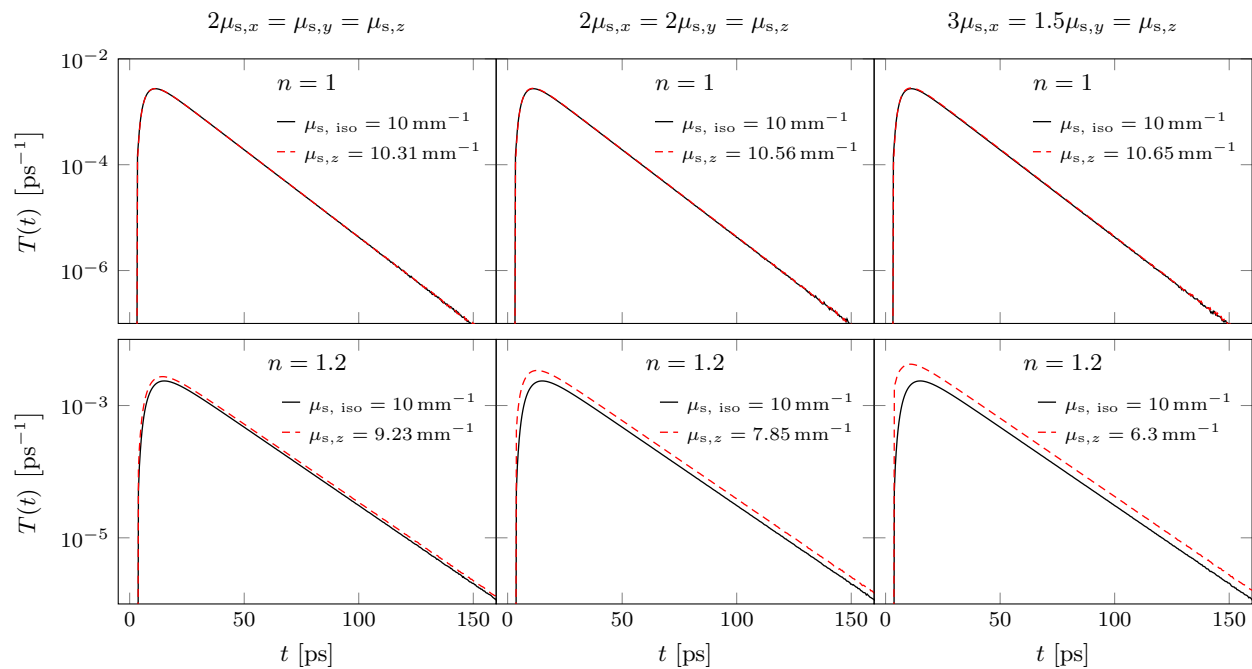 2μs,x = μs,y = μs,z
2μs,x = 2μs,y = μs,z
3μs,x = 1.5μs,y = μs,z
T(t) [ps⁻¹]
10⁻²
10⁻⁴
10⁻⁶
n = 1
μs, iso = 10 mm⁻¹
μs,z = 10.31 mm⁻¹
n = 1
μs, iso = 10 mm⁻¹
μs,z = 10.56 mm⁻¹
n = 1
μs, iso = 10 mm⁻¹
μs,z = 10.65 mm⁻¹
T(t) [ps⁻¹]
10⁻³
10⁻⁵
n = 1.2
μs, iso = 10 mm⁻¹
μs,z = 9.23 mm⁻¹
n = 1.2
μs, iso = 10 mm⁻¹
μs,z = 7.85 mm⁻¹
n = 1.2
μs, iso = 10 mm⁻¹
μs,z = 6.3 mm⁻¹
0 50 100 150
0 50 100 150
0 50 100 150
t [ps]
t [ps]
t [ps]